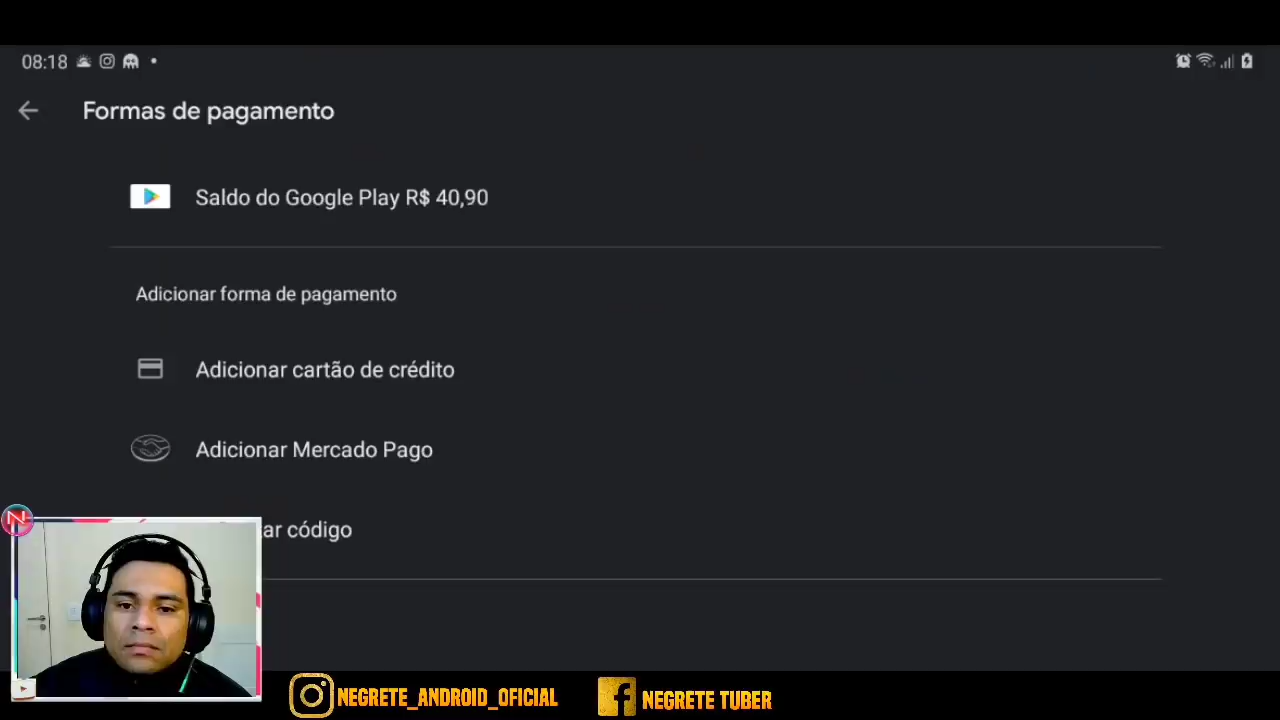 08:18
Formas de pagamento
Saldo do Google Play R$ 40,90
Adicionar forma de pagamento
Adicionar cartão de crédito
Adicionar Mercado Pago
ar código
N
NEGRETE_ANDROID_OFICIAL
NEGRETE TUBER